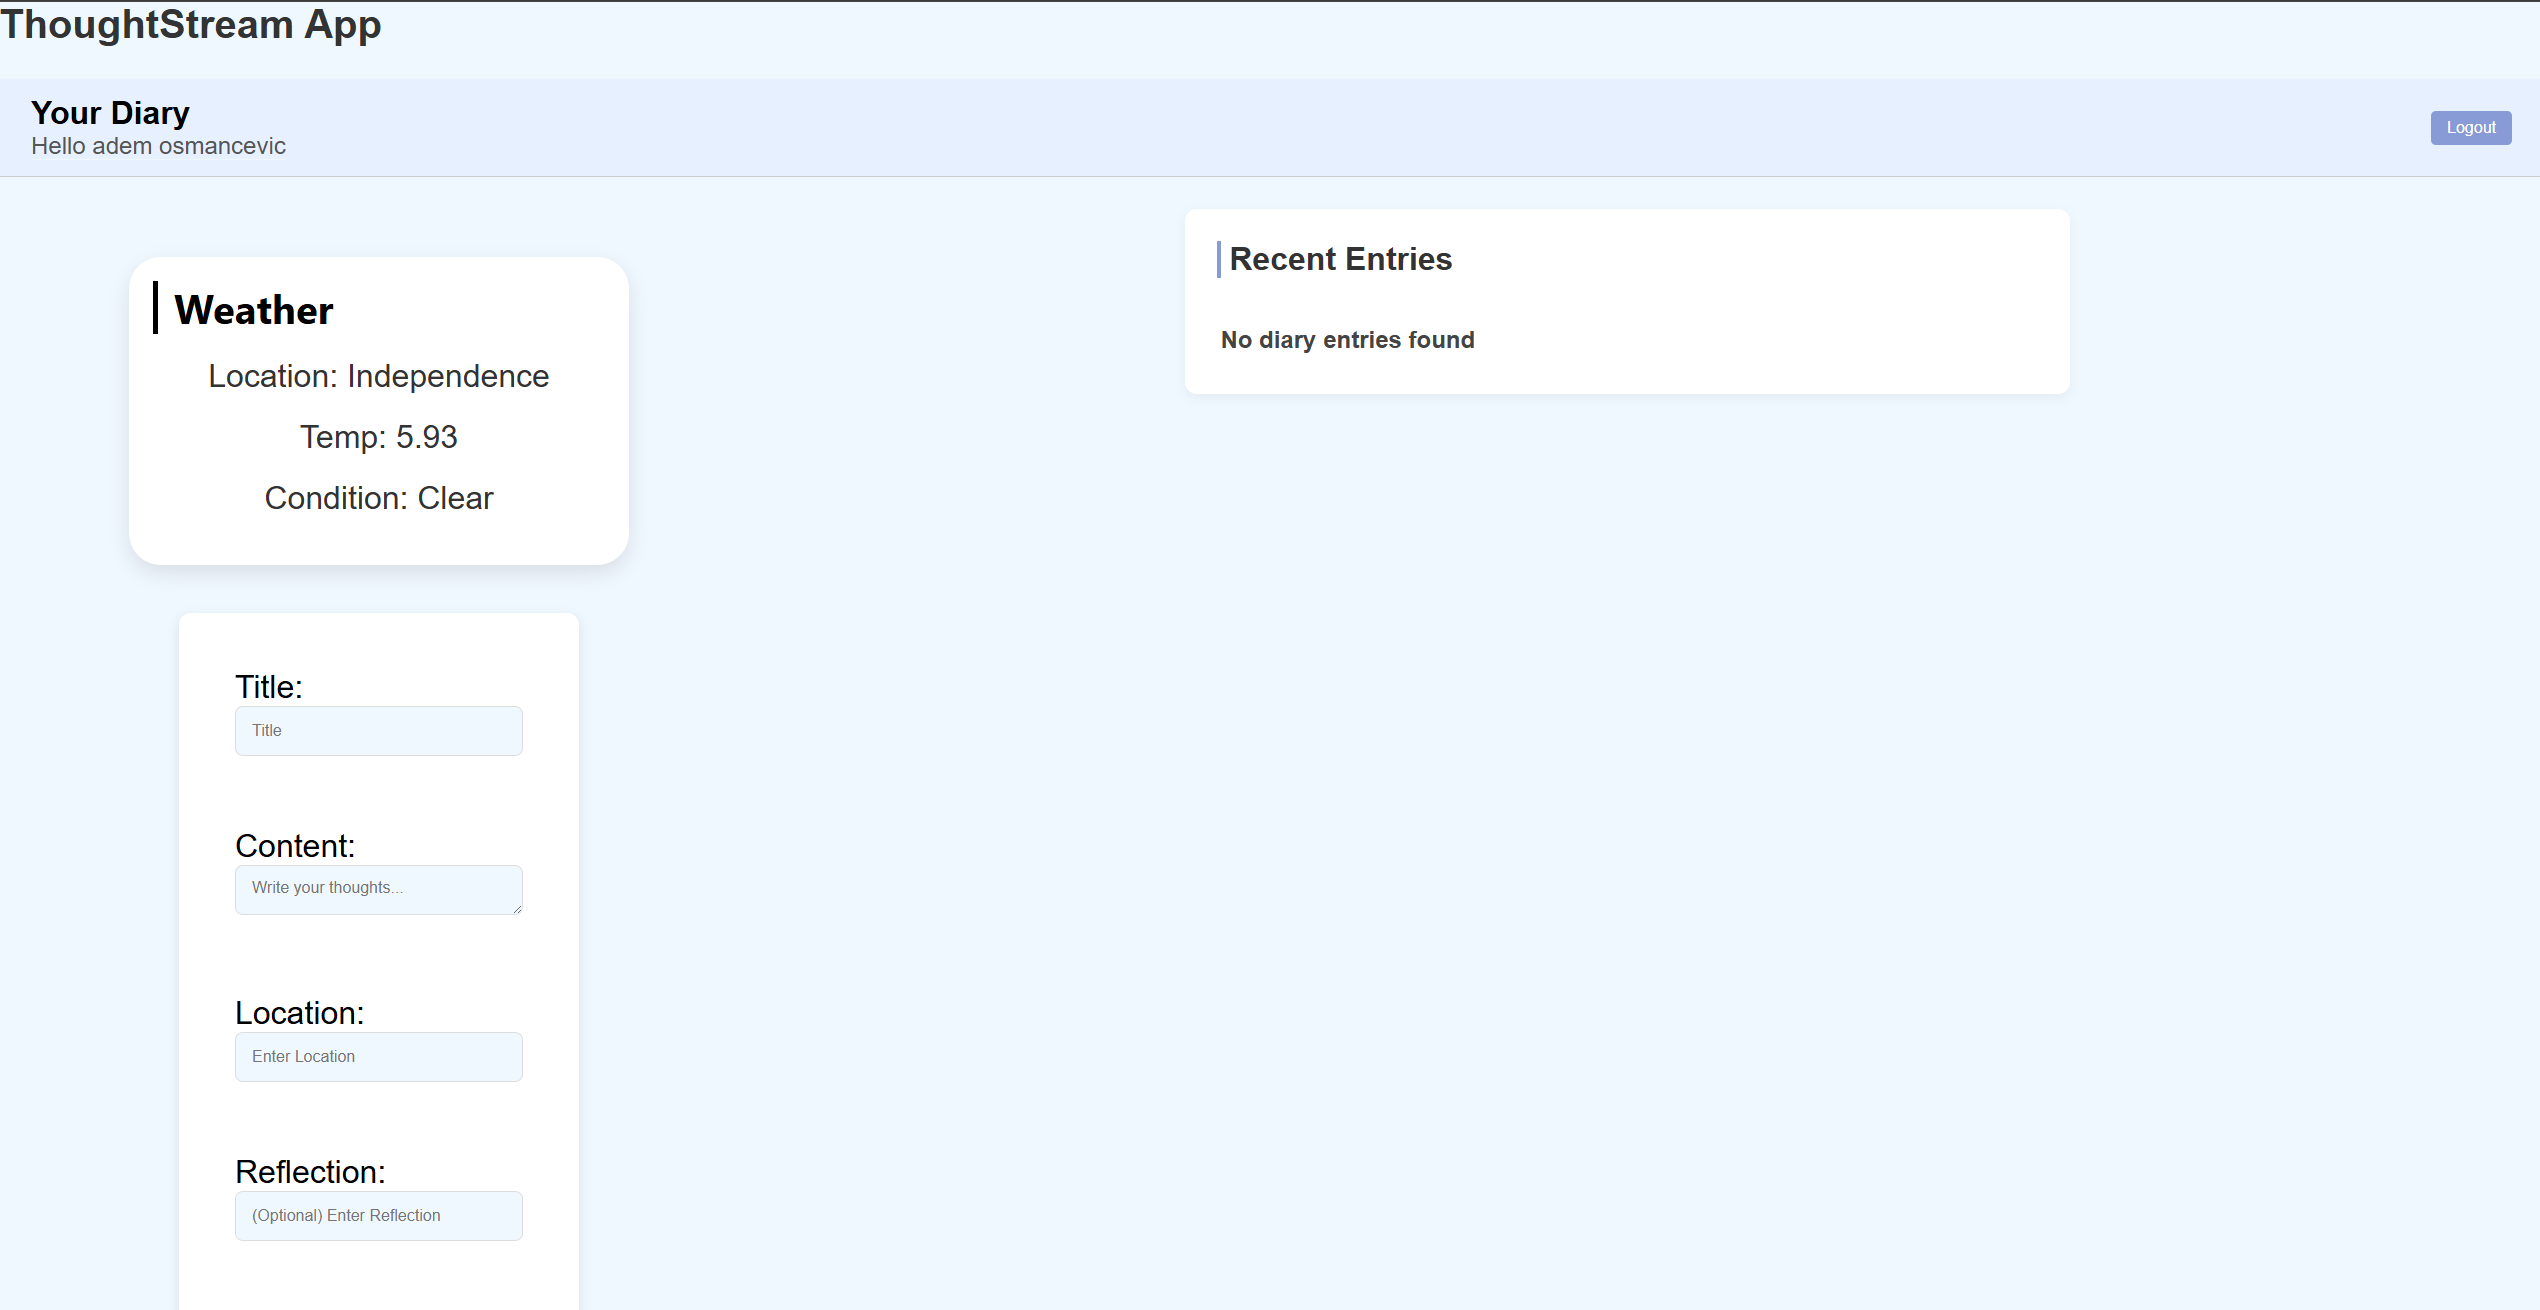 ThoughtStream App
Your Diary
Hello adem osmancevic
Logout
Weather
Location: Independence
Temp: 5.93
Condition: Clear
Recent Entries
No diary entries found
Title:
Title
Content:
Write your thoughts...
Location:
Enter Location
Reflection:
(Optional) Enter Reflection